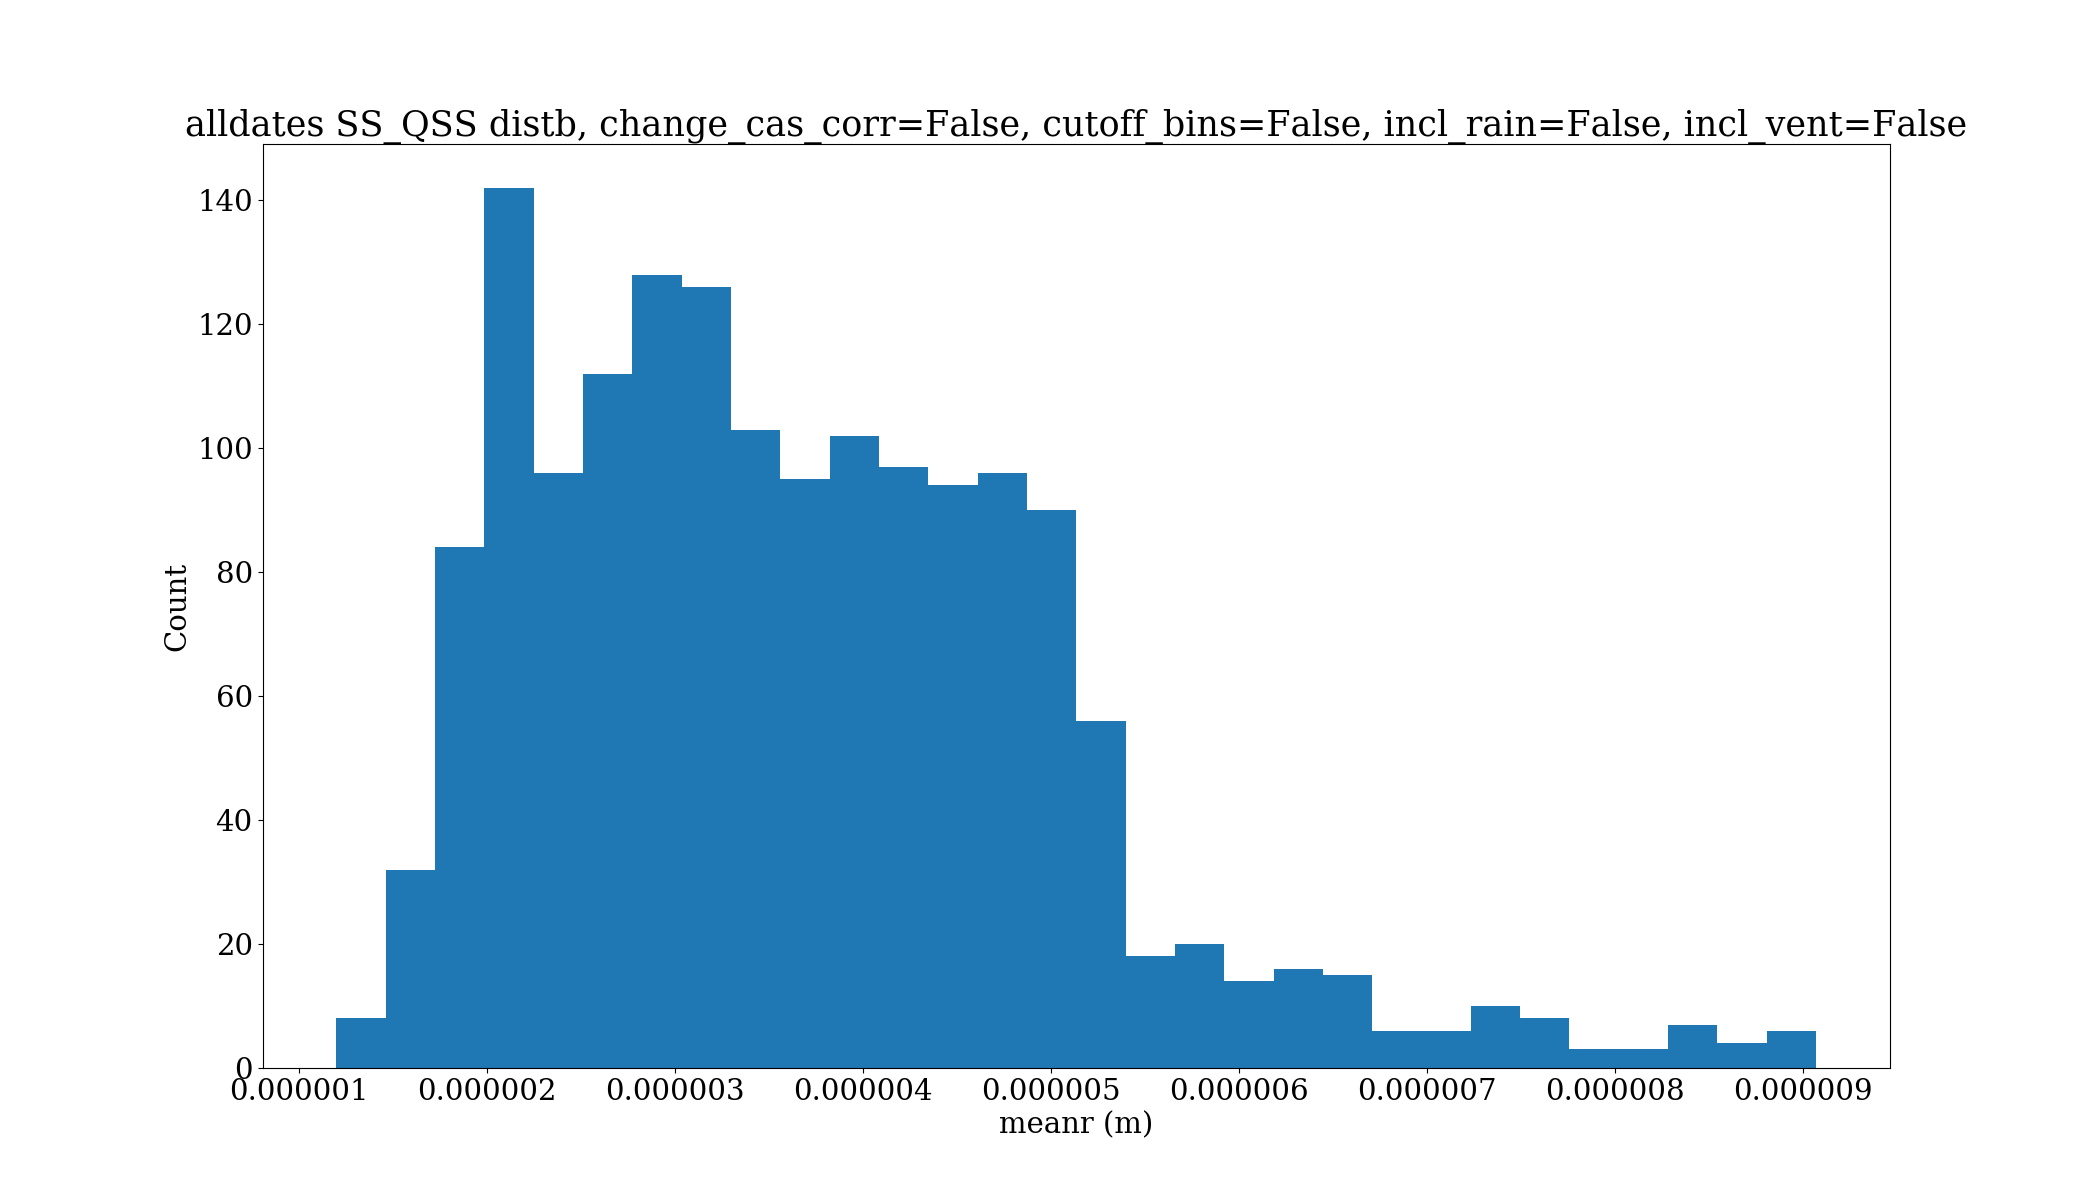 alldates SS_QSS distb, change_cas_corr=False, cutoff_bins=False, incl_rain=False, incl_vent=False
140
120
100
80
60
40
20
0
Count
0.000001 0.000002 0.000003 0.000004 0.000005 0.000006 0.000007 0.000008 0.000009
meanr (m)